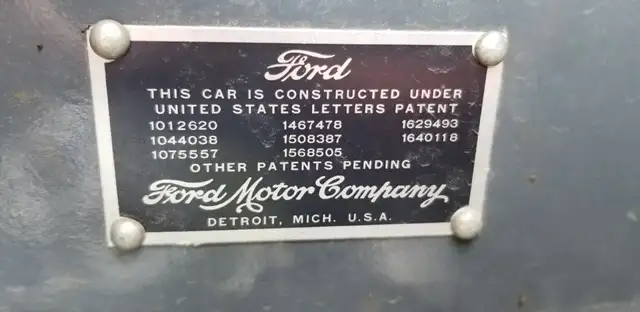 Ford
THIS CAR IS CONSTRUCTED UNDER
UNITED STATES LETTERS PATENT
1012620 1467478 1629493
1044038 1508387 1640118
1075557 1568505
OTHER PATENTS PENDING
Ford Motor Company
DETROIT, MICH. U.S.A.